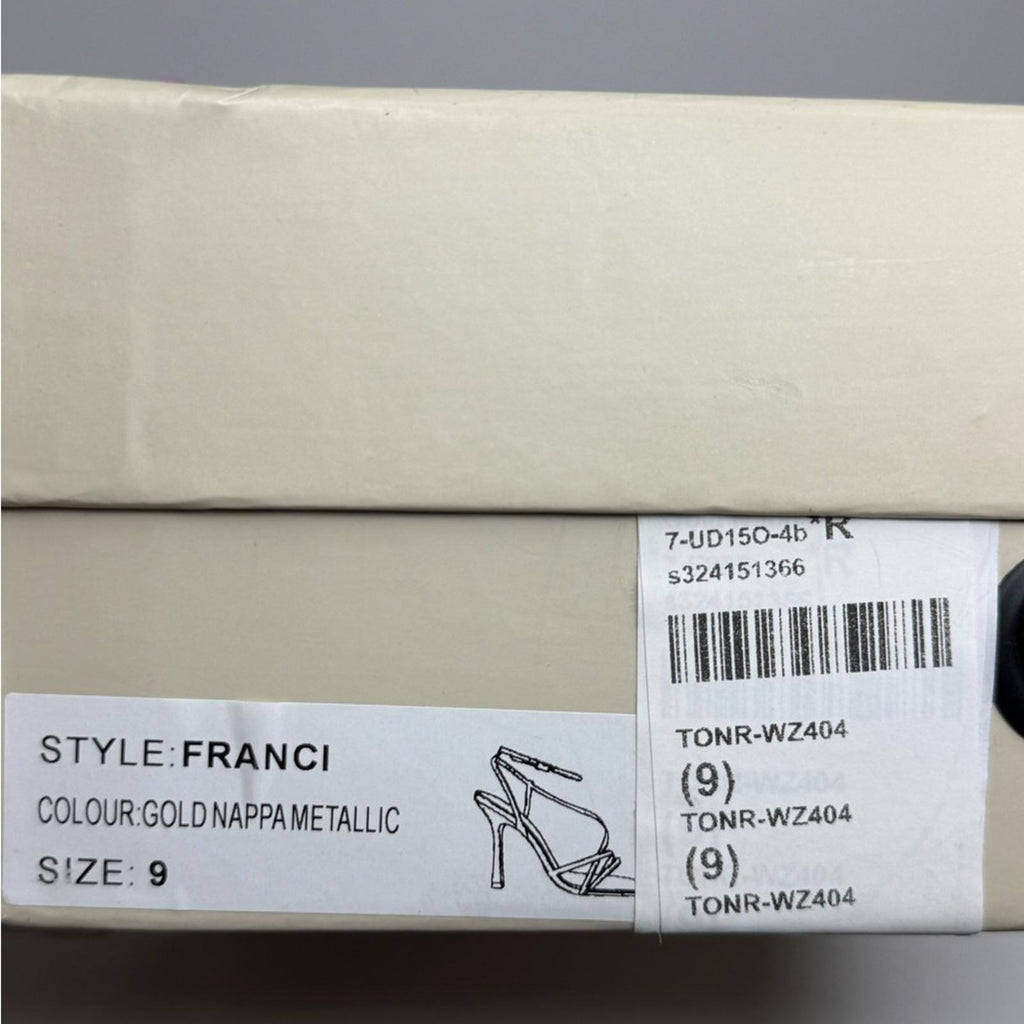 7-UD15O-4b*R
s324151366
TONR-WZ404
(9)
TONR-WZ404
(9)
TONR-WZ404
STYLE:FRANCI
COLOUR:GOLD NAPPA METALLIC
SIZE: 9